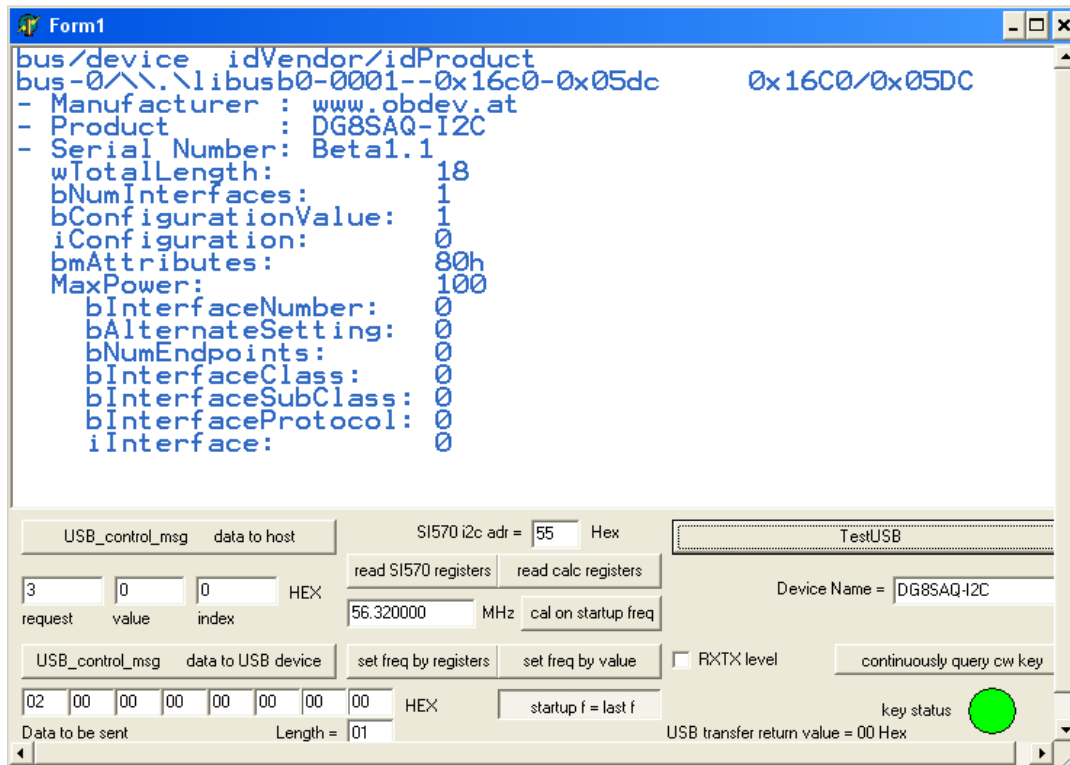 Form1
bus/device  idVendor/idProduct
bus-0/\\.\libusb0-0001--0x16c0-0x05dc     0x16C0/0x05DC
- Manufacturer : www.obdev.at
- Product      : DG8SAQ-I2C
- Serial Number: Beta1.1
  wTotalLength:         18
  bNumInterfaces:       1
  bConfigurationValue:  1
  iConfiguration:       0
  bmAttributes:         80h
  MaxPower:             100
    bInterfaceNumber:   0
    bAlternateSetting:  0
    bNumEndpoints:      0
    bInterfaceClass:    0
    bInterfaceSubClass: 0
    bInterfaceProtocol: 0
    iInterface:         0
USB_control_msg data to host
SI570 i2c adr = 55 Hex
TestUSB
read SI570 registers
read calc registers
3 0 0 HEX
request value index
Device Name = DG8SAQ-I2C
56.320000 MHz
cal on startup freq
USB_control_msg data to USB device
set freq by registers
set freq by value
RXTX level
continuously query cw key
02 00 00 00 00 00 00 00 HEX
startup f = last f
key status
Data to be sent
Length = 01
USB transfer return value = 00 Hex